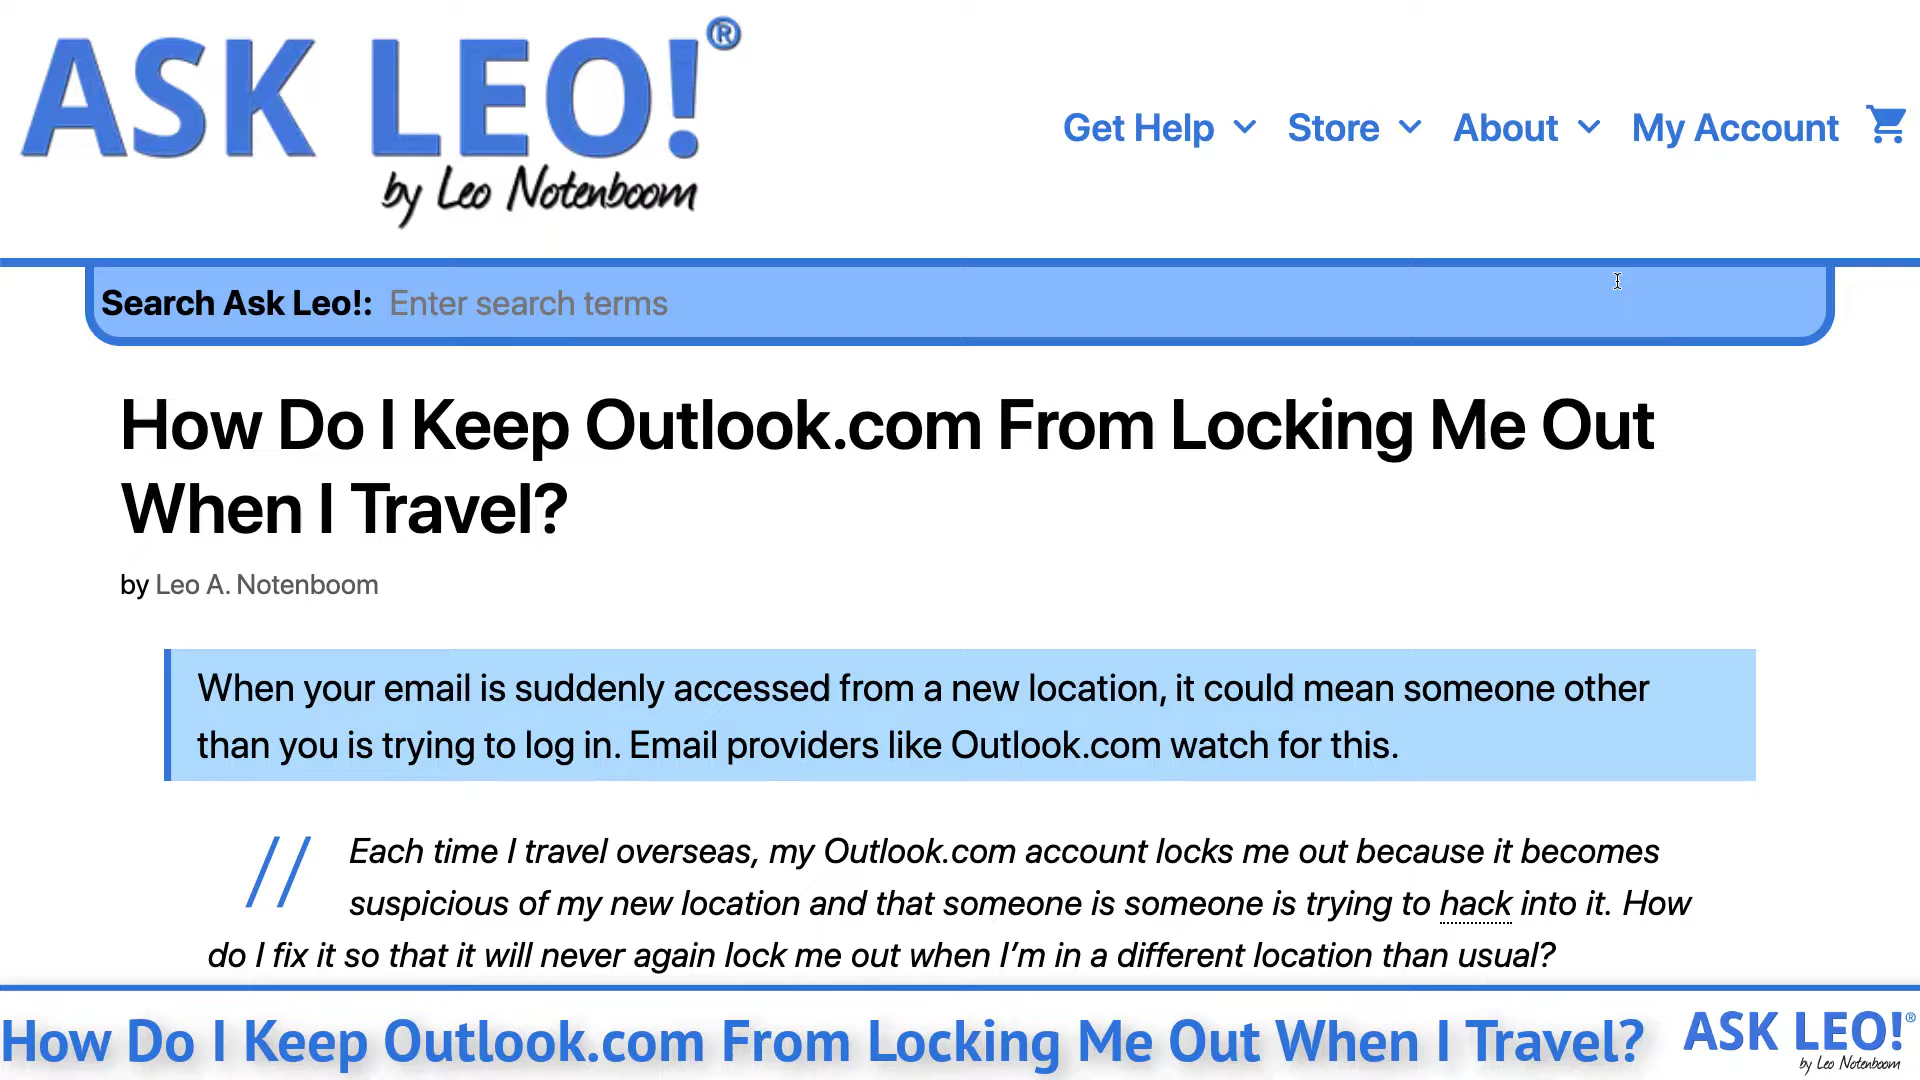 ASK LEO!®
by Leo Notenboom
Get Help Store About My Account
Search Ask Leo!: Enter search terms
How Do I Keep Outlook.com From Locking Me Out
When I Travel?
by Leo A. Notenboom
When your email is suddenly accessed from a new location, it could mean someone other
than you is trying to log in. Email providers like Outlook.com watch for this.
Each time I travel overseas, my Outlook.com account locks me out because it becomes
suspicious of my new location and that someone is someone is trying to hack into it. How
do I fix it so that it will never again lock me out when I’m in a different location than usual?
How Do I Keep Outlook.com From Locking Me Out When I Travel?
ASK LEO!®
by Leo Notenboom